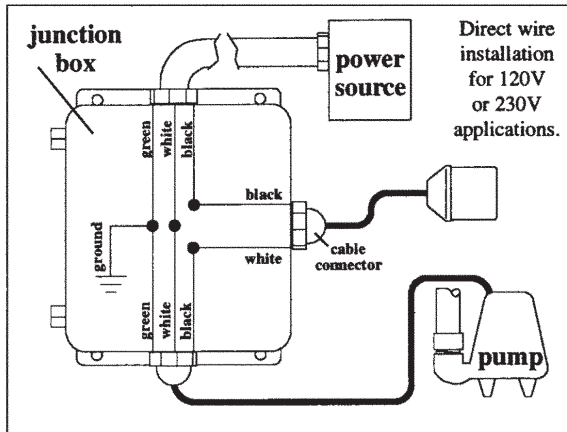 junction
box
power
source
Direct wire
installation
for 120V
or 230V
applications.
green
white
black
black
ground
white
cable
connector
green
white
black
pump